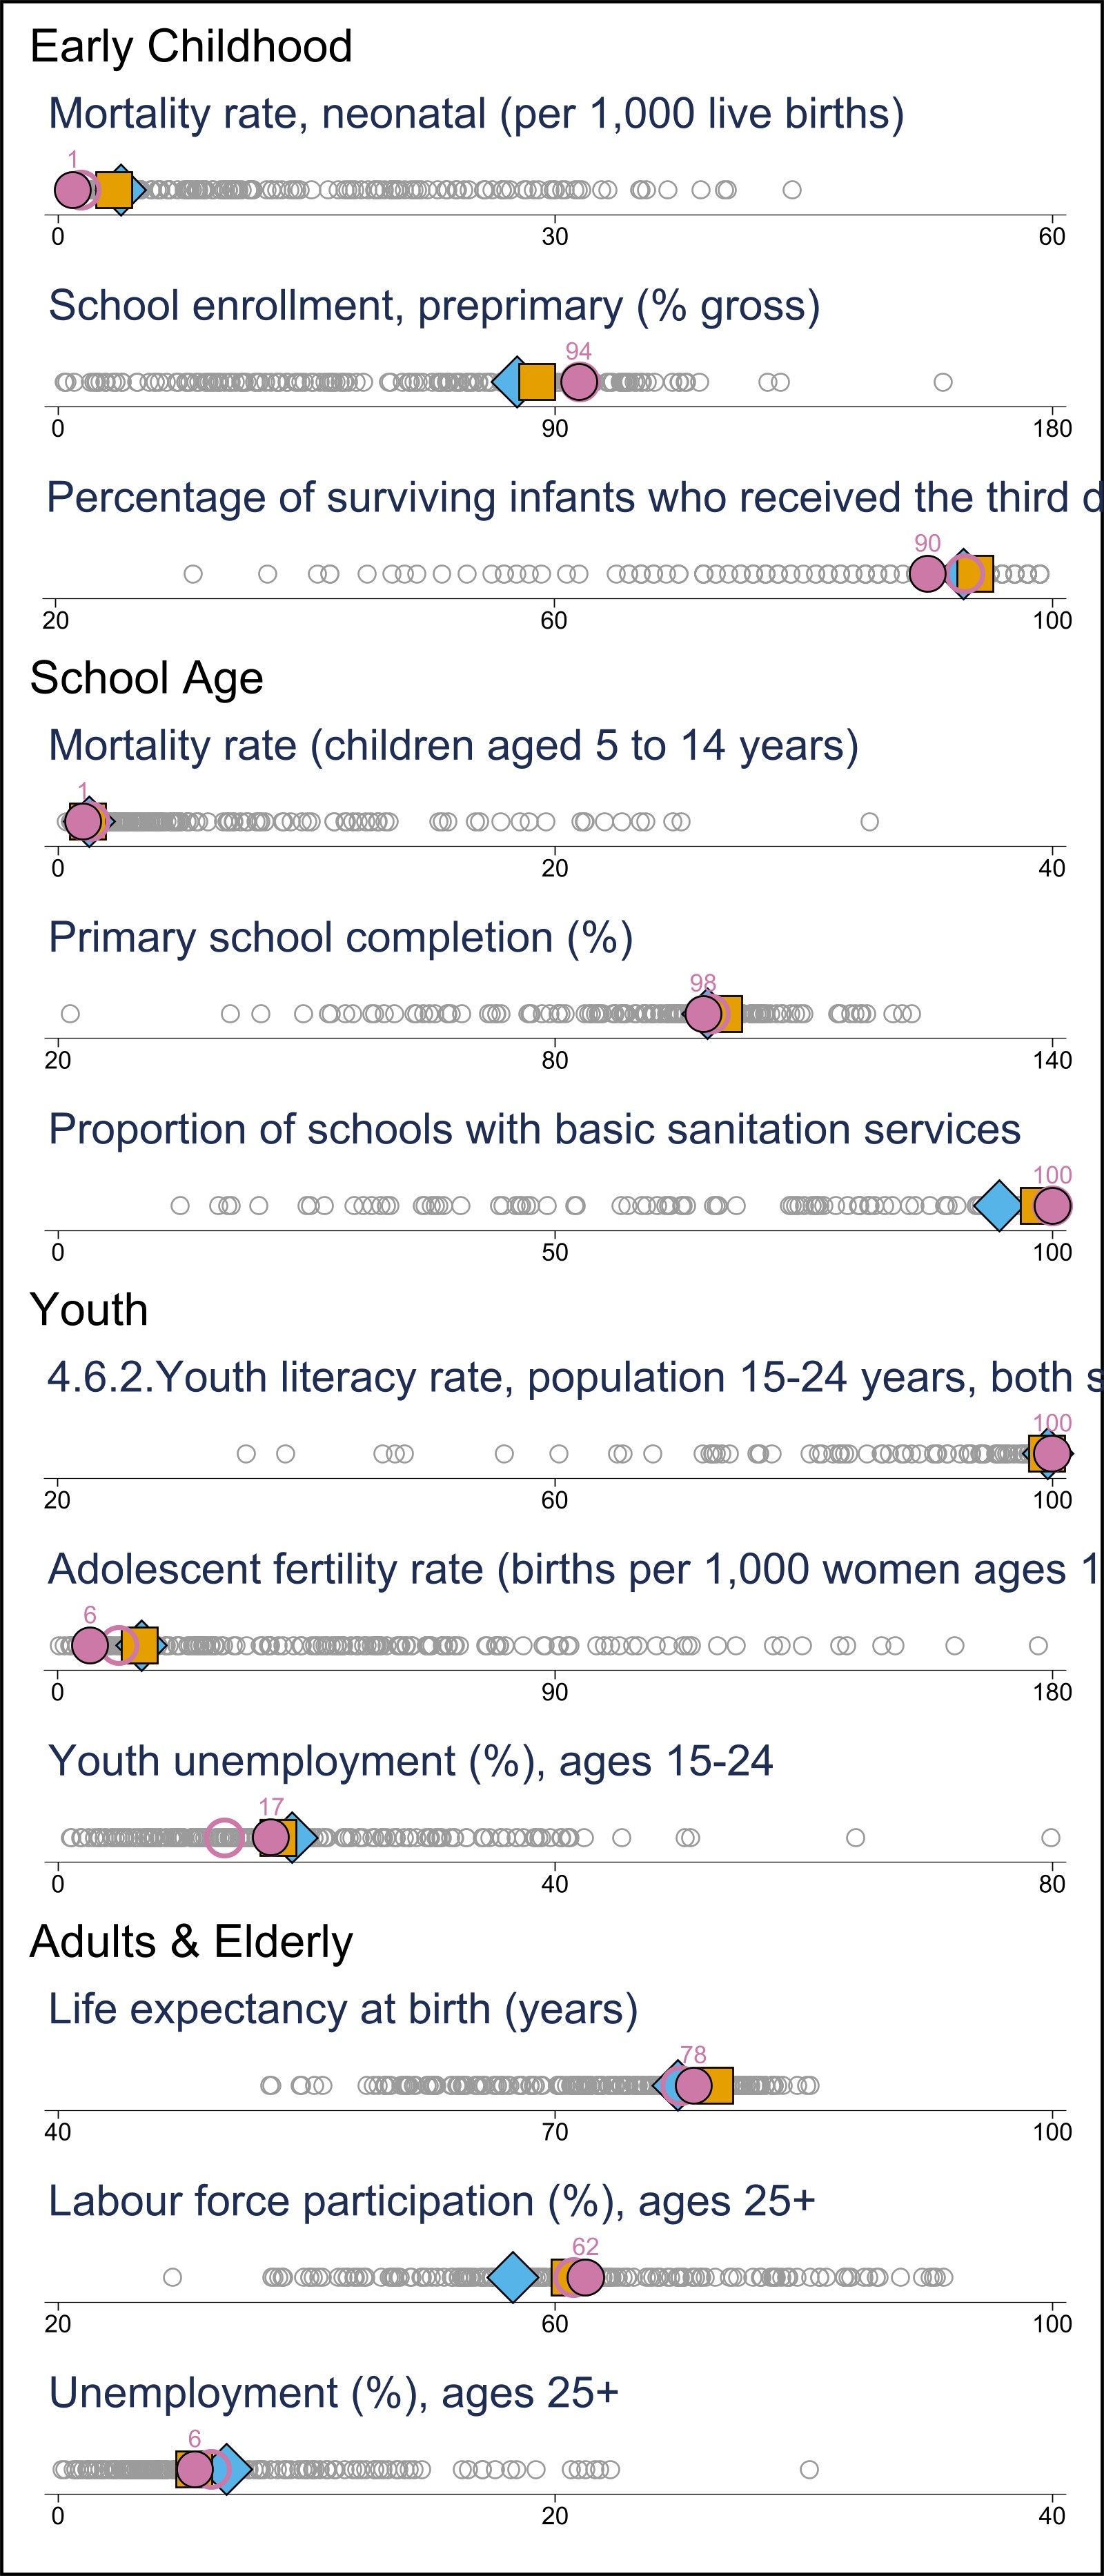 Early Childhood
Mortality rate, neonatal (per 1,000 live births)
1
0 30 60
School enrollment, preprimary (% gross)
94
0 90 180
Percentage of surviving infants who received the third d
90
20 60 100
School Age
Mortality rate (children aged 5 to 14 years)
1
0 20 40
Primary school completion (%)
98
20 80 140
Proportion of schools with basic sanitation services
100
0 50 100
Youth
4.6.2.Youth literacy rate, population 15-24 years, both s
100
20 60 100
Adolescent fertility rate (births per 1,000 women ages 1
6
0 90 180
Youth unemployment (%), ages 15-24
17
0 40 80
Adults & Elderly
Life expectancy at birth (years)
78
40 70 100
Labour force participation (%), ages 25+
62
20 60 100
Unemployment (%), ages 25+
6
0 20 40